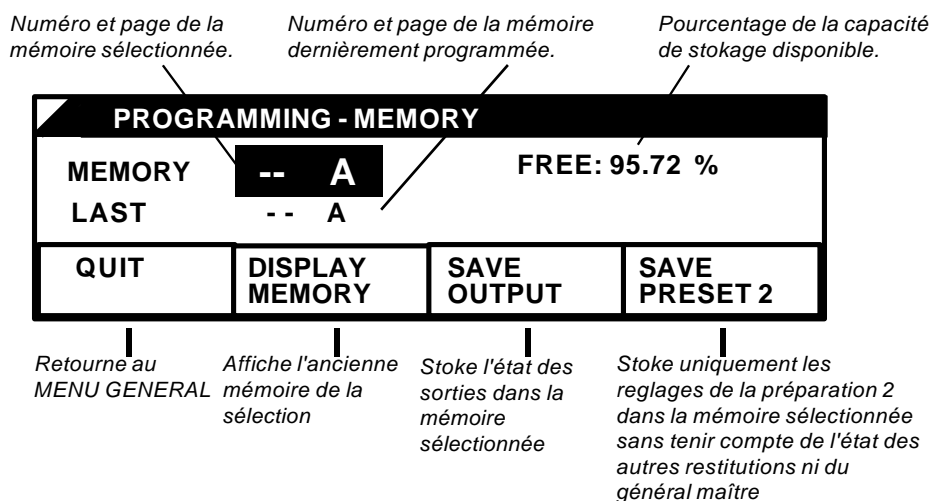 Numéro et page de la
mémoire sélectionnée.
Numéro et page de la mémoire
dernièrement programmée.
Pourcentage de la capacité
de stokage disponible.
PROGRAMMING - MEMORY
MEMORY -- A FREE: 95.72 %
LAST - - A
QUIT
DISPLAY
MEMORY
SAVE
OUTPUT
SAVE
PRESET 2
Retourne au
MENU GENERAL
Affiche l'ancienne
mémoire de la
sélection
Stoke l'état des
sorties dans la
mémoire
sélectionnée
Stoke uniquement les
reglages de la préparation 2
dans la mémoire sélectionnée
sans tenir compte de l'état des
autres restitutions ni du
général maître